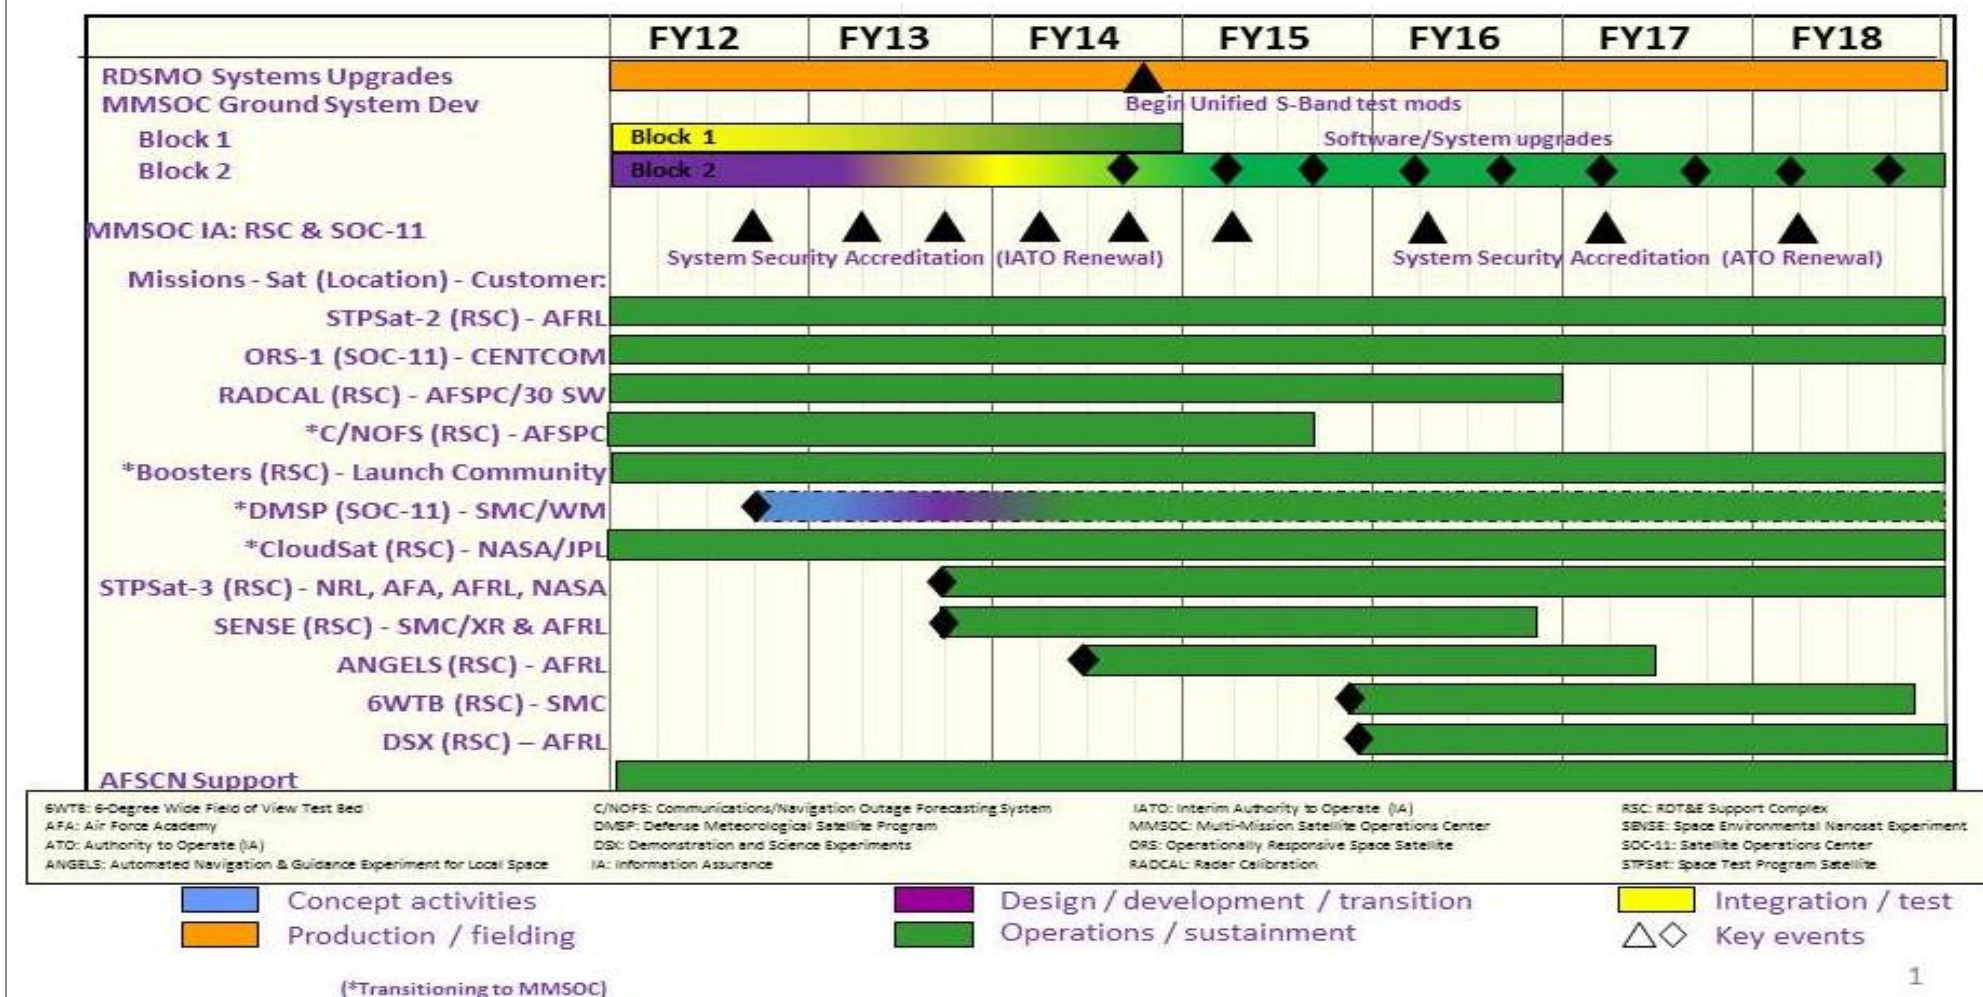 FY12 FY13 FY14 FY15 FY16 FY17 FY18
RDSMO Systems Upgrades
MMSOC Ground System Dev
Begin Unified S-Band test mods
Block 1
Block 1
Software/System upgrades
Block 2
Block 2
MMSOC IA: RSC & SOC-11
System Security Accreditation (IATO Renewal)
System Security Accreditation (ATO Renewal)
Missions - Sat (Location) - Customer:
STPSat-2 (RSC) - AFRL
ORS-1 (SOC-11) - CENTCOM
RADCAL (RSC) - AFSPC/30 SW
*C/NOFS (RSC) - AFSPC
*Boosters (RSC) - Launch Community
*DMSP (SOC-11) - SMC/WM
*CloudSat (RSC) - NASA/JPL
STPSat-3 (RSC) - NRL, AFA, AFRL, NASA
SENSE (RSC) - SMC/XR & AFRL
ANGELS (RSC) - AFRL
6WTB (RSC) - SMC
DSX (RSC) – AFRL
AFSCN Support
6WTB: 6-Degree Wide Field of View Test Bed
AFA: Air Force Academy
ATO: Authority to Operate (IA)
ANGELS: Automated Navigation & Guidance Experiment for Local Space
C/NOFS: Communications/Navigation Outage Forecasting System
DMSP: Defense Meteorological Satellite Program
DSX: Demonstration and Science Experiments
IA: Information Assurance
IATO: Interim Authority to Operate (IA)
MMSOC: Multi-Mission Satellite Operations Center
ORS: Operationally Responsive Space Satellite
RADCAL: Radar Calibration
RSC: RDT&E Support Complex
SENSE: Space Environmental Nanosat Experiment
SOC-11: Satellite Operations Center
STPSat: Space Test Program Satellite
Concept activities
Design / development / transition
Integration / test
Production / fielding
Operations / sustainment
Key events
(*Transitioning to MMSOC)
1